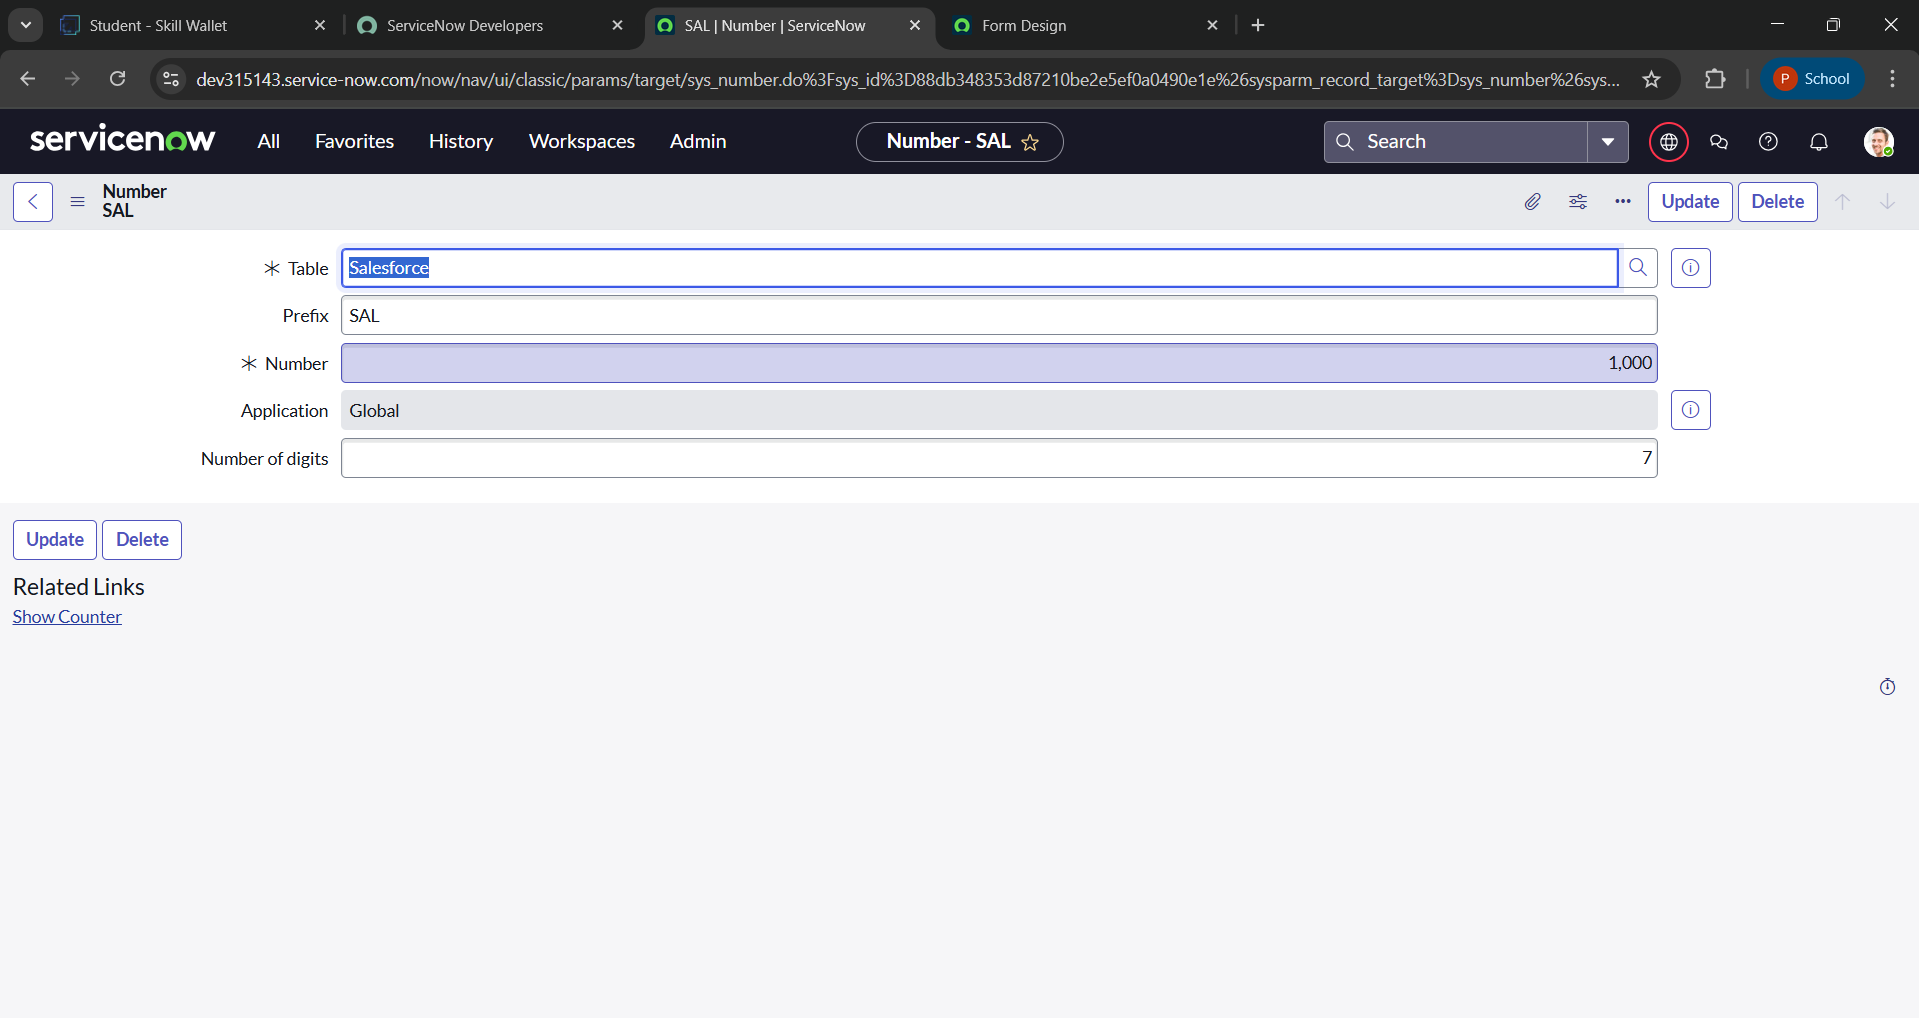 Student - Skill Wallet
ServiceNow Developers
SAL | Number | ServiceNow
Form Design
dev315143.service-now.com/now/nav/ui/classic/params/target/sys_number.do%3Fsys_id%3D88db348353d87210be2e5ef0a0490e1e%26sysparm_record_target%3Dsys_number%26sys...
P School
servicenow
All Favorites History Workspaces Admin
Number - SAL
Search
Number
SAL
Update Delete
Table Salesforce
Prefix SAL
Number 1,000
Application Global
Number of digits 7
Update Delete
Related Links
Show Counter